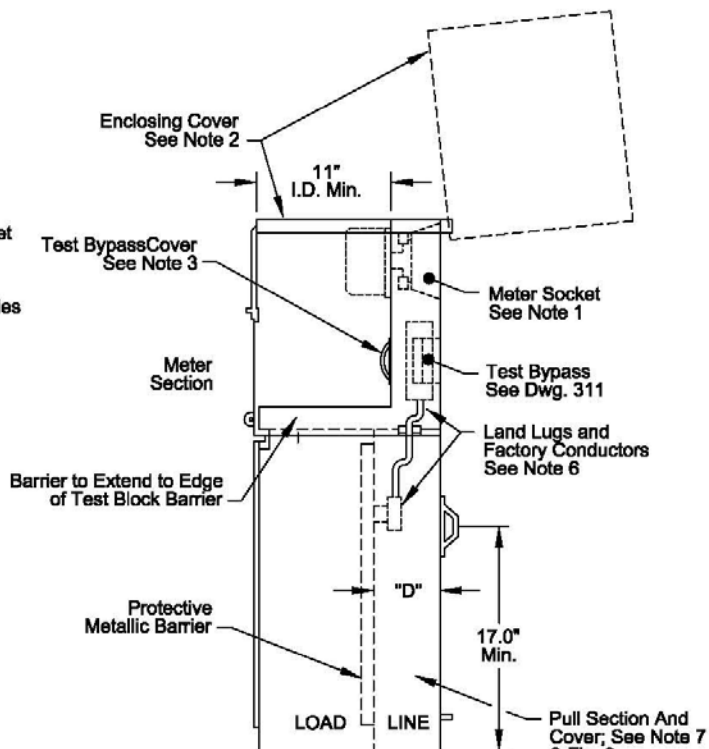 Enclosing Cover
See Note 2
11"
I.D. Min.
Test BypassCover
See Note 3
Meter Socket
See Note 1
Meter
Section
Test Bypass
See Dwg. 311
Land Lugs and
Factory Conductors
See Note 6
Barrier to Extend to Edge
of Test Block Barrier
"D"
Protective
Metallic Barrier
17.0"
Min.
LOAD
LINE
Pull Section And
Cover; See Note 7